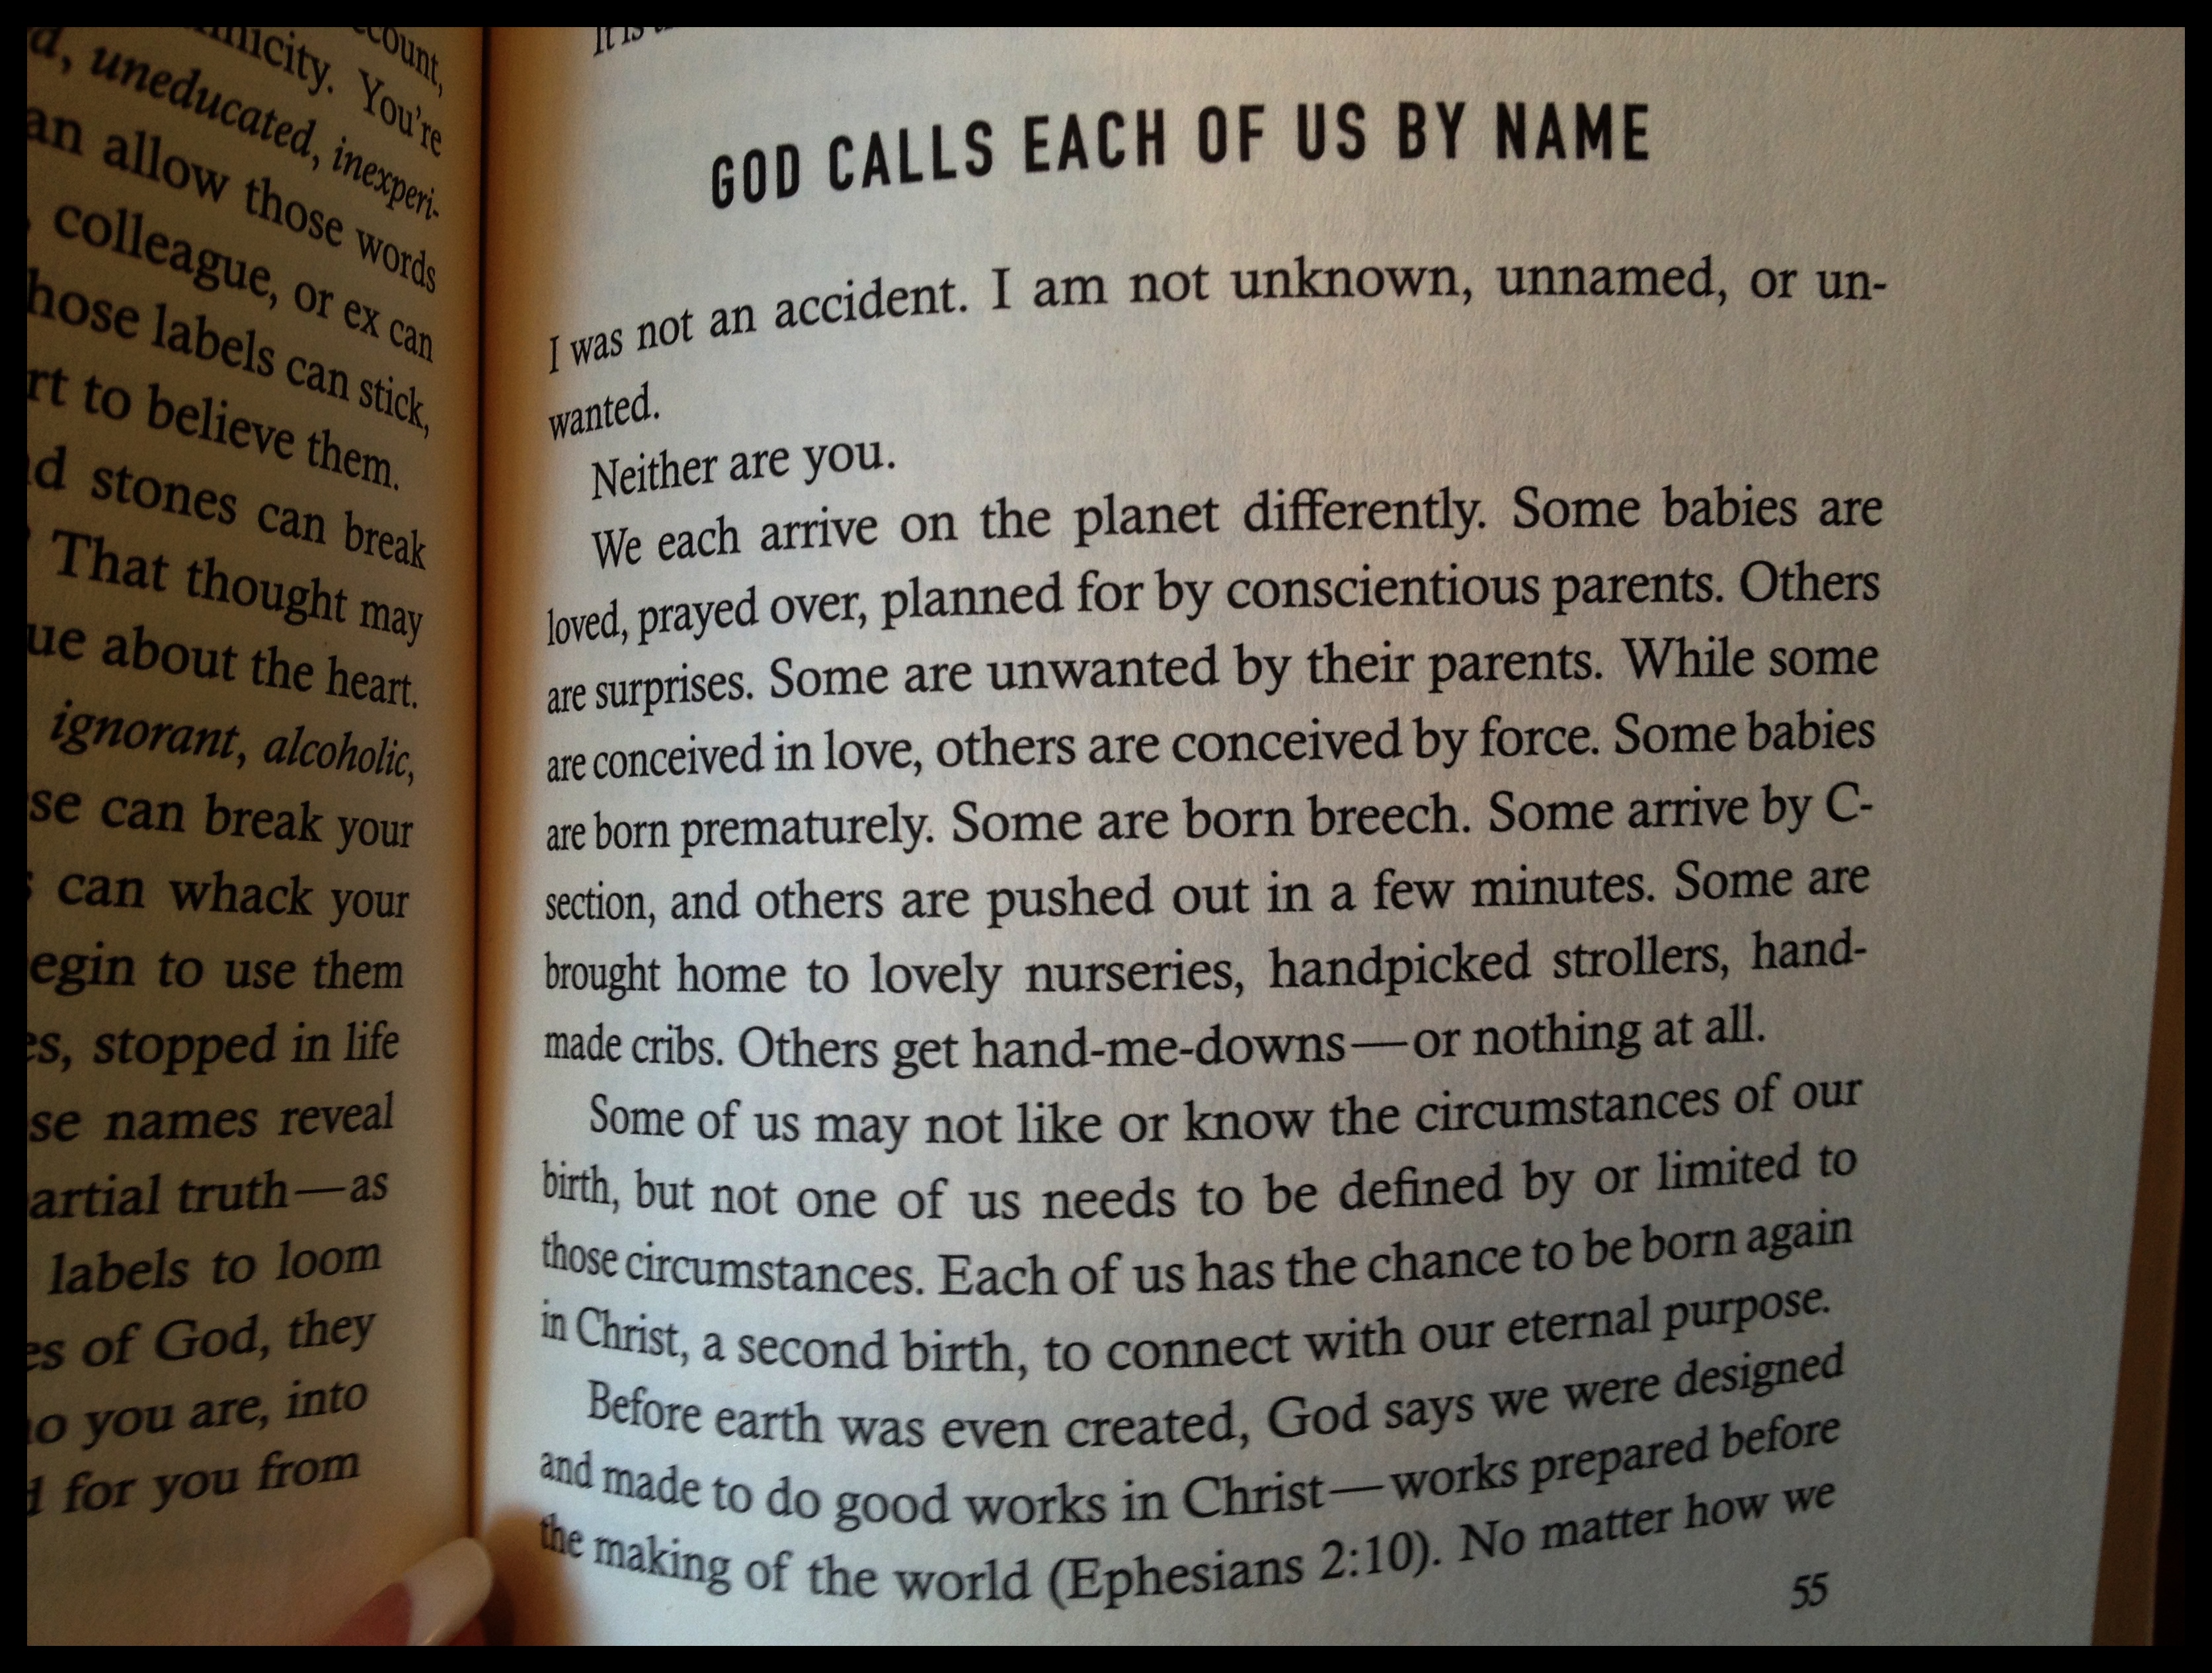 count,
You're
uneducated, inexperi-
an allow those words
colleague, or ex can
hose labels can stick,
rt to believe them.
d stones can break
That thought may
ue about the heart.
ignorant, alcoholic,
se can break your
can whack your
egin to use them
es, stopped in life
se names reveal
artial truth—as
labels to loom
es of God, they
o you are, into
for you from
It is
GOD CALLS EACH OF US BY NAME
I was not an accident. I am not unknown, unnamed, or un-
wanted.
Neither are you.
We each arrive on the planet differently. Some babies are
loved, prayed over, planned for by conscientious parents. Others
are surprises. Some are unwanted by their parents. While some
are conceived in love, others are conceived by force. Some babies
are born prematurely. Some are born breech. Some arrive by C-
section, and others are pushed out in a few minutes. Some are
brought home to lovely nurseries, handpicked strollers, hand-
made cribs. Others get hand-me-downs—or nothing at all.
Some of us may not like or know the circumstances of our
birth, but not one of us needs to be defined by or limited to
those circumstances. Each of us has the chance to be born again
in Christ, a second birth, to connect with our eternal purpose.
Before earth was even created, God says we were designed
and made to do good works in Christ—works prepared before
the making of the world (Ephesians 2:10). No matter how we
55